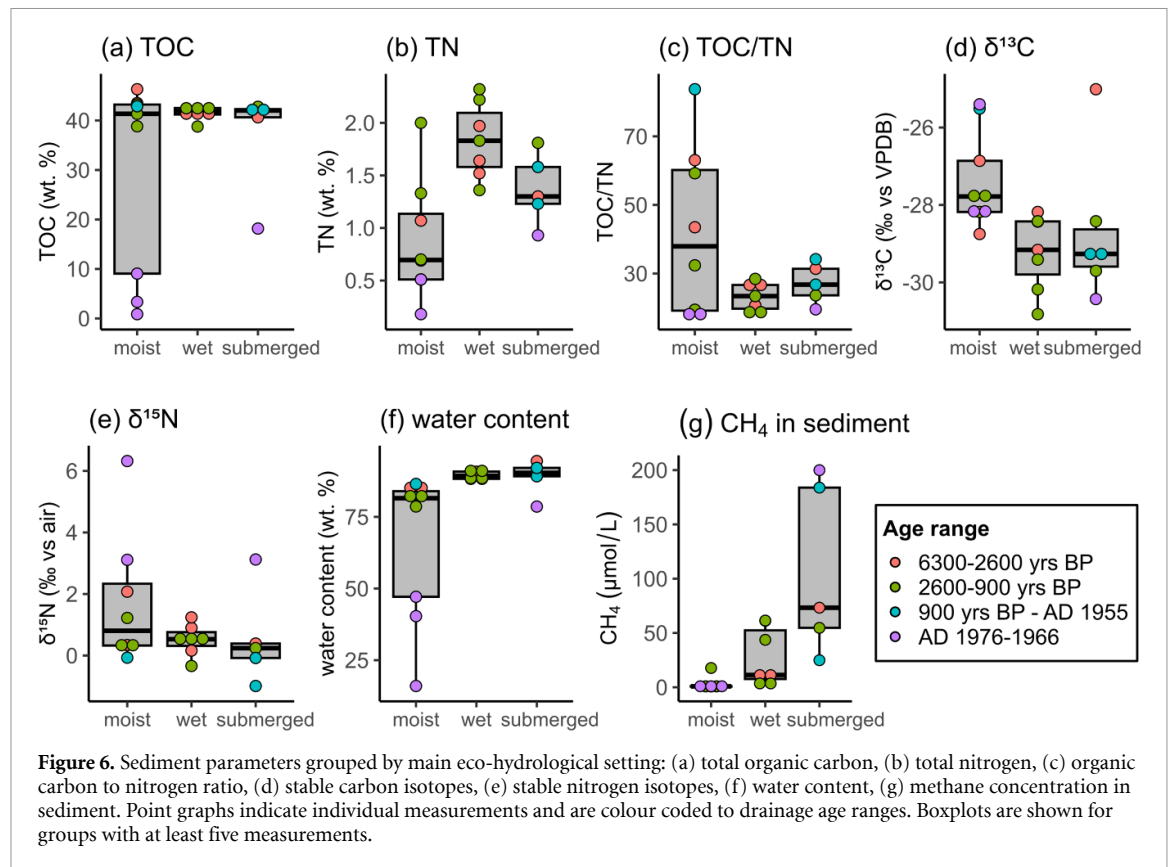 (a) TOC
(b) TN
(c) TOC/TN
(d) δ¹³C
TOC (wt. %)
40
30
20
10
0
moist wet submerged
TN (wt. %)
2.0
1.5
1.0
0.5
moist wet submerged
TOC/TN
70
50
30
moist wet submerged
δ¹³C (‰ vs VPDB)
-26
-28
-30
moist wet submerged
(e) δ¹⁵N
(f) water content
(g) CH₄ in sediment
δ¹⁵N (‰ vs air)
6
4
2
0
moist wet submerged
water content (wt. %)
75
50
25
moist wet submerged
CH₄ (µmol/L)
200
150
100
50
0
moist wet submerged
Age range
6300-2600 yrs BP
2600-900 yrs BP
900 yrs BP - AD 1955
AD 1976-1966
Figure 6. Sediment parameters grouped by main eco-hydrological setting: (a) total organic carbon, (b) total nitrogen, (c) organic
carbon to nitrogen ratio, (d) stable carbon isotopes, (e) stable nitrogen isotopes, (f) water content, (g) methane concentration in
sediment. Point graphs indicate individual measurements and are colour coded to drainage age ranges. Boxplots are shown for
groups with at least five measurements.